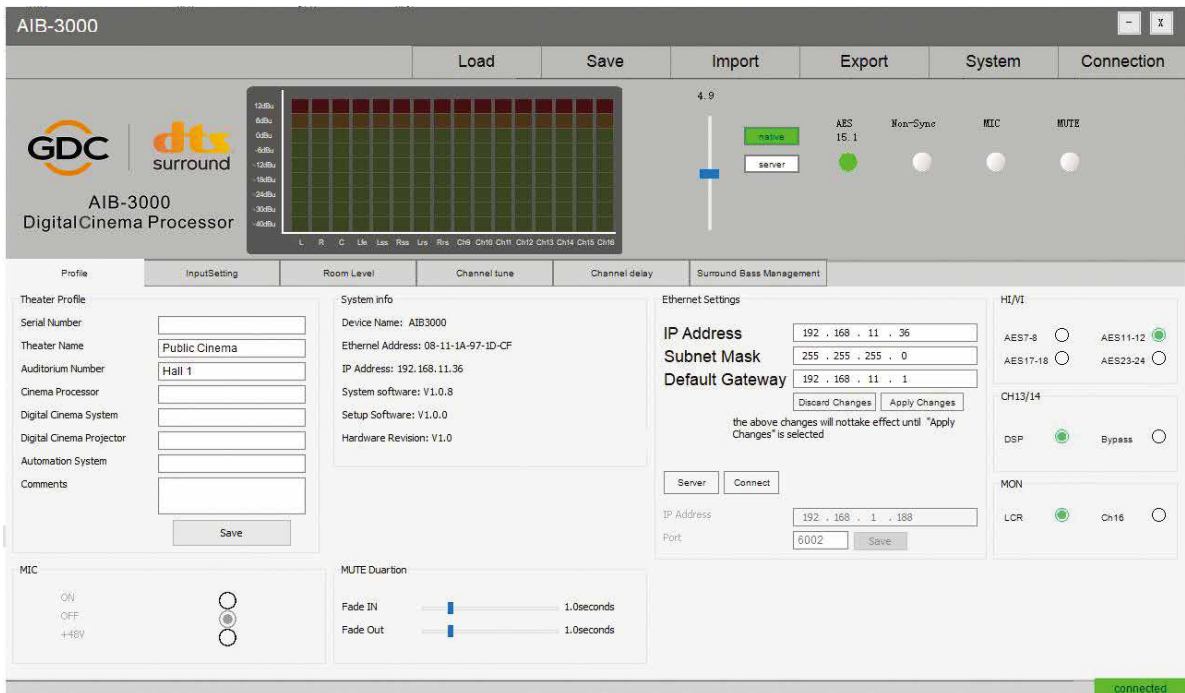 AIB-3000
- X
Load Save Import Export System Connection
GDC
dts
surround
AIB-3000
DigitalCinema Processor
12dBu
6dBu
0dBu
-6dBu
-12dBu
-18dBu
-24dBu
-30dBu
-40dBu
L R C Lfe Lss Rss Lrs Rrs Ch9 Ch10 Ch11 Ch12 Ch13 Ch14 Ch15 Ch16
4.9
native
server
AES Non-Sync MIC MUTE
15.1
Profile InputSetting Room Level Channel tune Channel delay Surround Bass Management
Theater Profile
Serial Number
Theater Name Public Cinema
Auditorium Number Hall 1
Cinema Processor
Digital Cinema System
Digital Cinema Projector
Automation System
Comments
Save
System info
Device Name: AIB3000
Ethernet Address: 08-11-1A-97-1D-CF
IP Address: 192.168.11.36
System software: V1.0.8
Setup Software: V1.0.0
Hardware Revision: V1.0
Ethernet Settings
IP Address 192 . 168 . 11 . 36
Subnet Mask 255 . 255 . 255 . 0
Default Gateway 192 . 168 . 11 . 1
Discard Changes Apply Changes
the above changes will nottake effect until "Apply
Changes" is selected
Server Connect
IP Address 192 . 168 . 1 . 188
Port 6002 Save
HI/VI
AES7-8 AES11-12
AES17-18 AES23-24
CH13/14
DSP Bypass
MON
LCR Ch16
MIC
ON
OFF
+48V
MUTE Duartion
Fade IN 1.0seconds
Fade Out 1.0seconds
connected